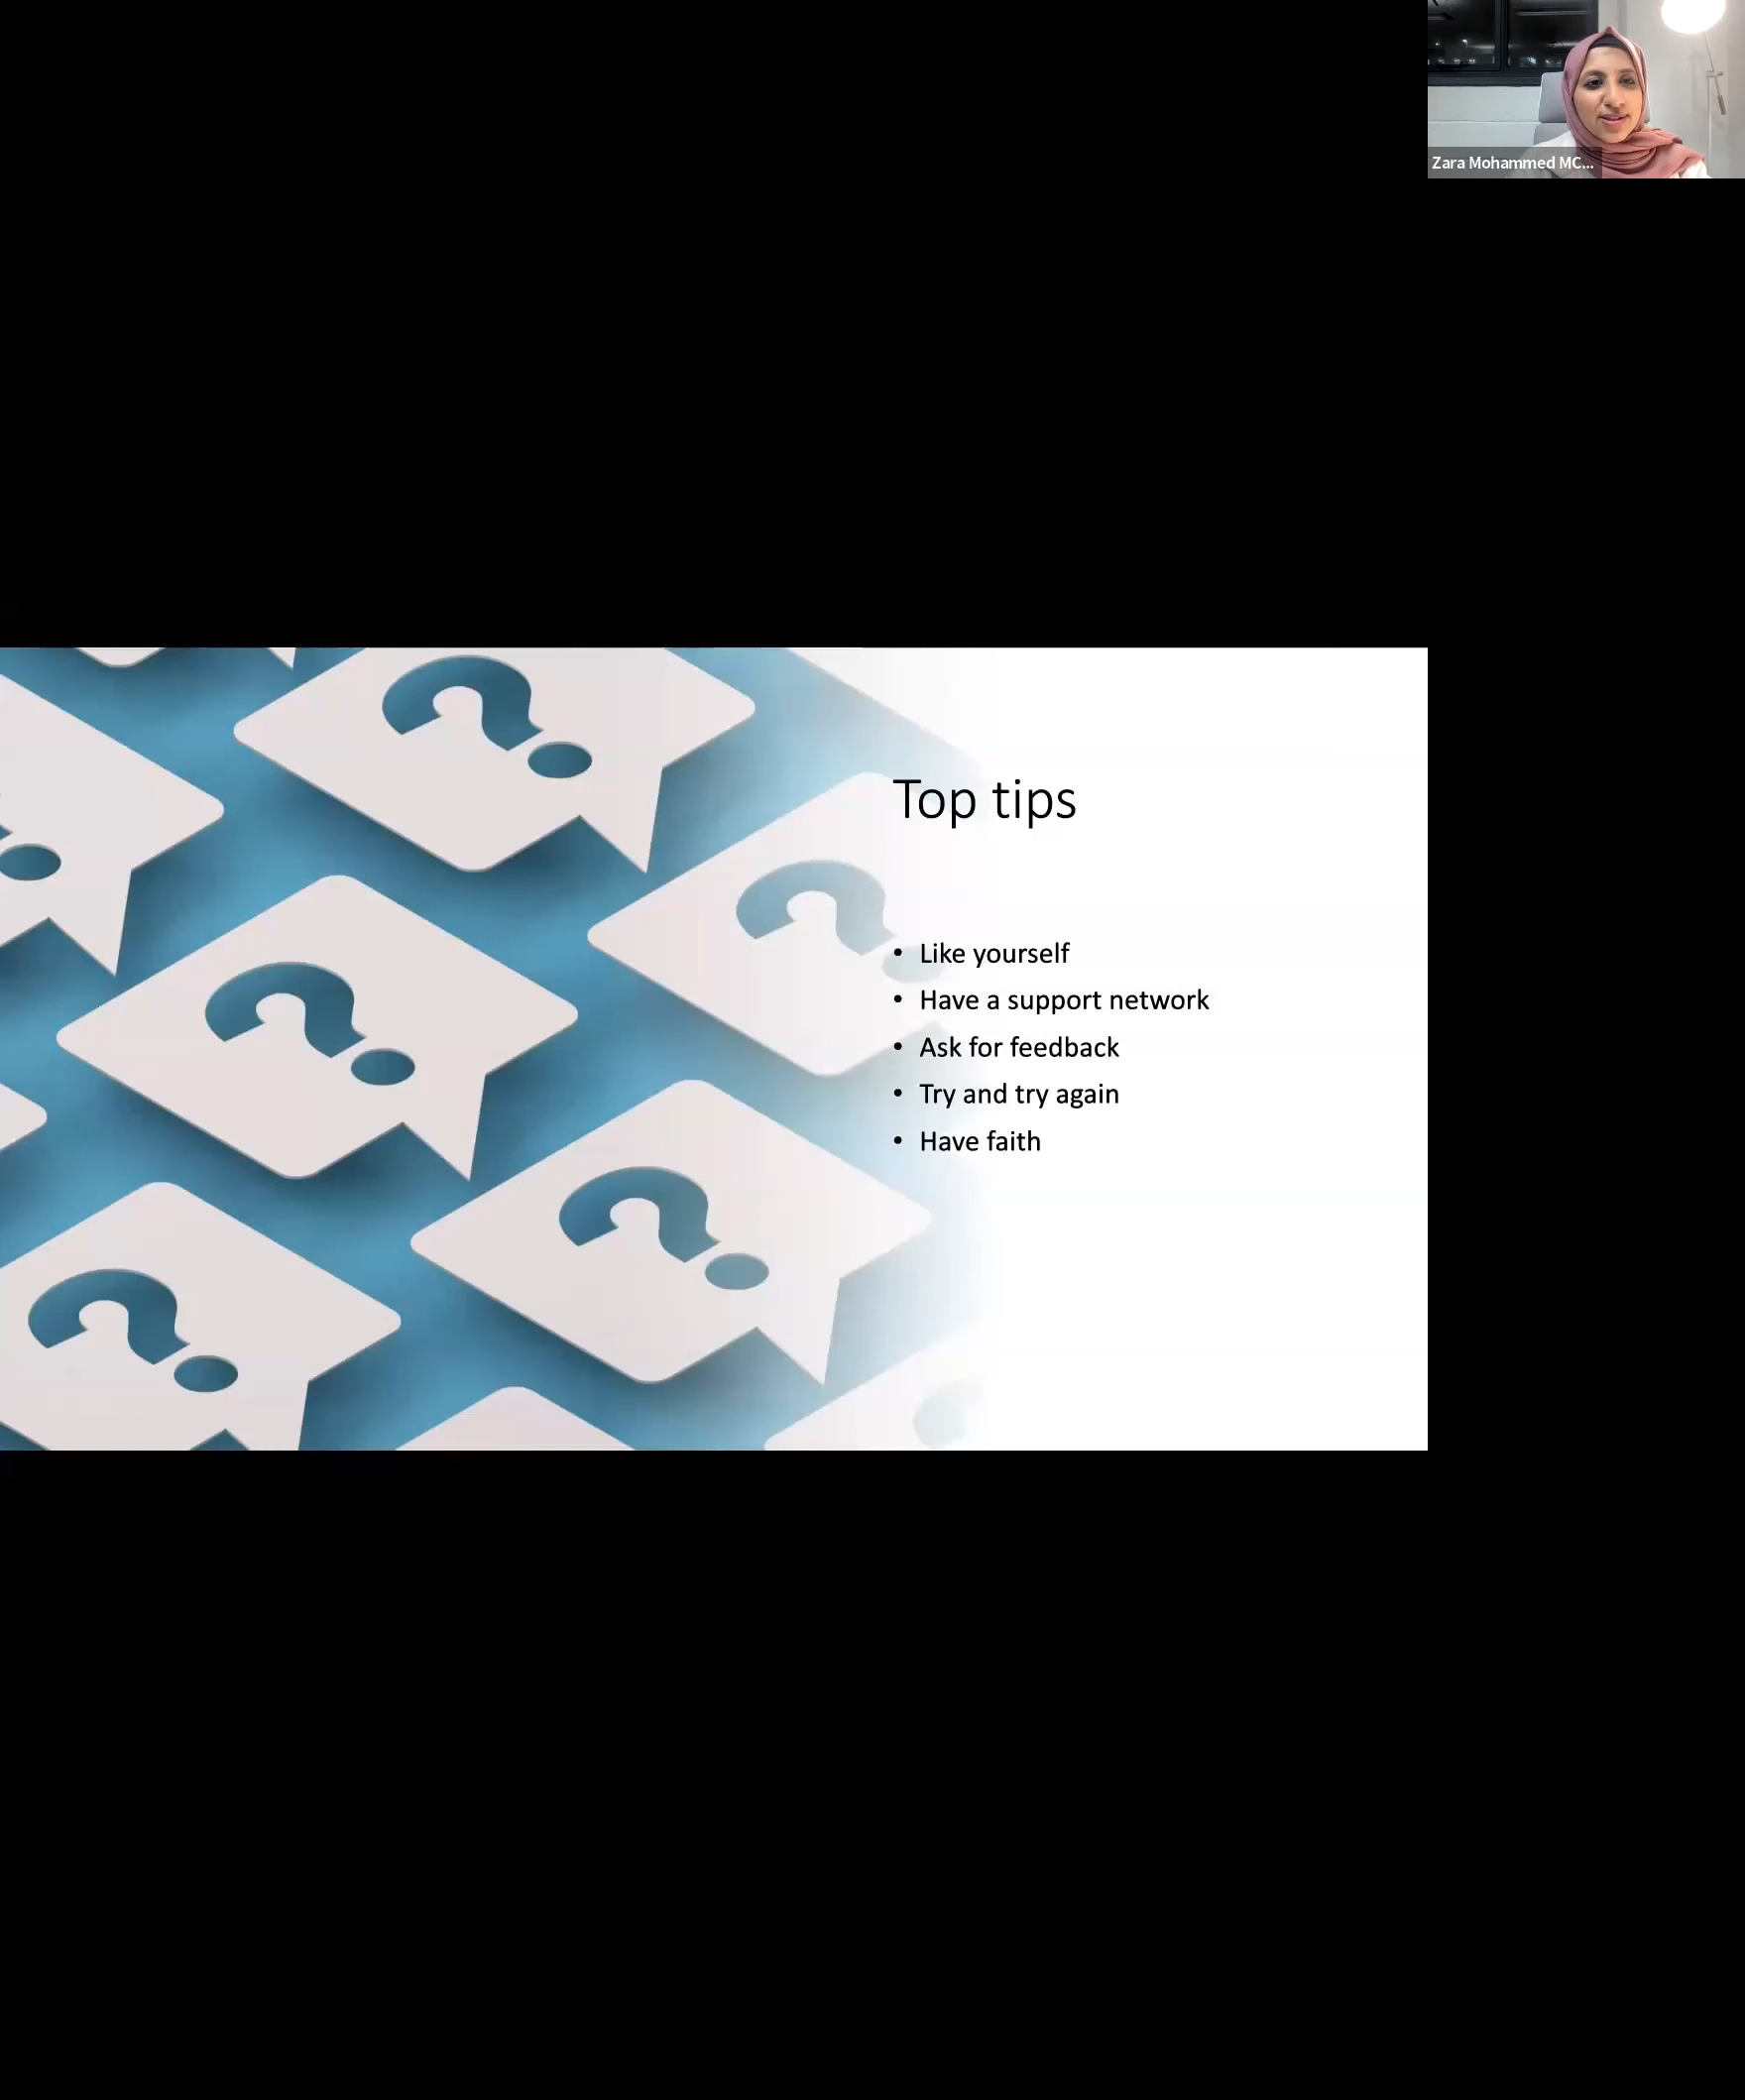 Zara Mohammed MC...
Top tips
• Like yourself
• Have a support network
• Ask for feedback
• Try and try again
• Have faith